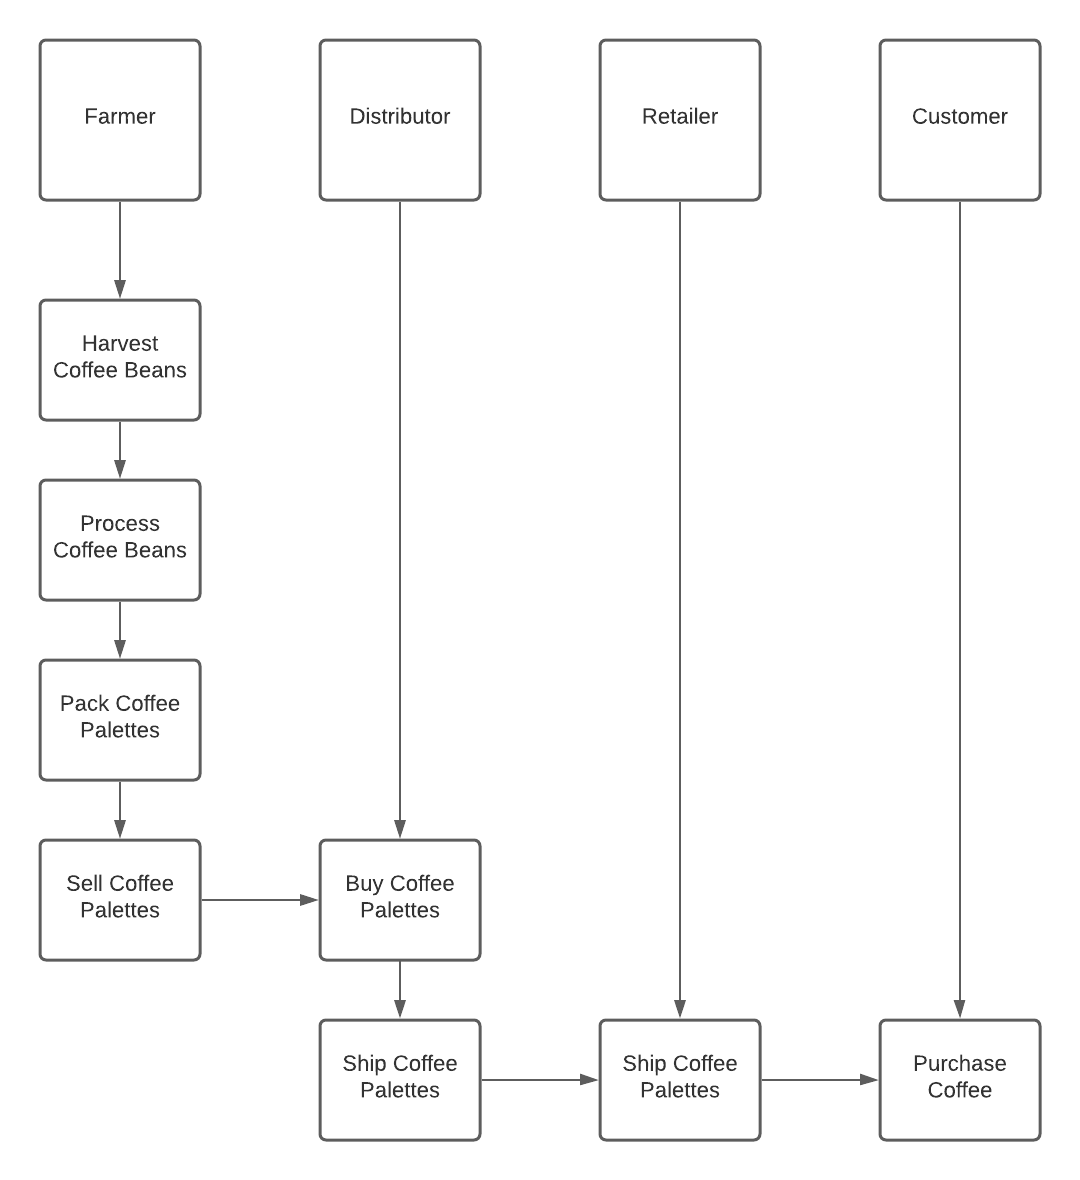 Farmer
Distributor
Retailer
Customer
Harvest
Coffee Beans
Process
Coffee Beans
Pack Coffee
Palettes
Sell Coffee
Palettes
Buy Coffee
Palettes
Ship Coffee
Palettes
Ship Coffee
Palettes
Purchase
Coffee